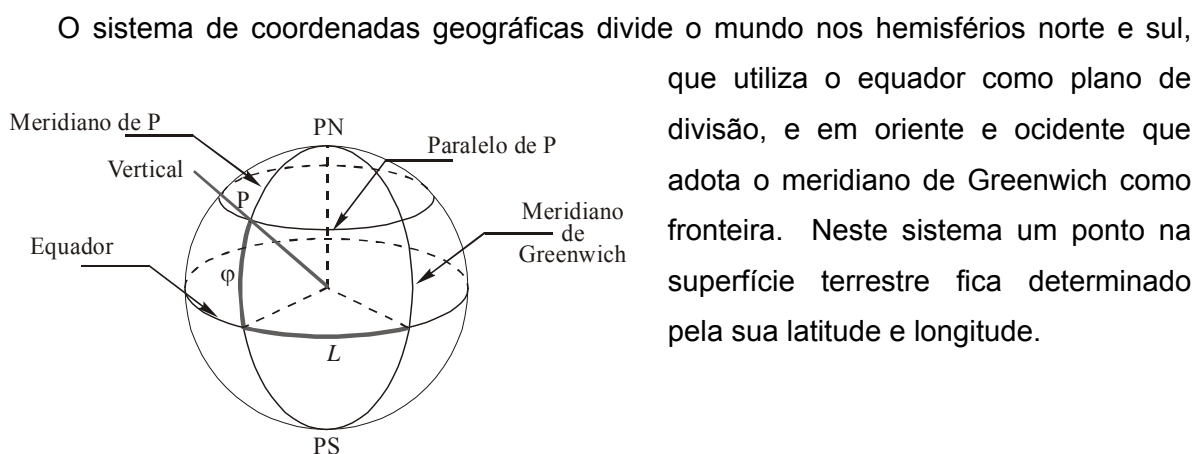 O sistema de coordenadas geográficas divide o mundo nos hemisférios norte e sul,
que utiliza o equador como plano de
divisão, e em oriente e ocidente que
adota o meridiano de Greenwich como
fronteira. Neste sistema um ponto na
superfície terrestre fica determinado
pela sua latitude e longitude.
Meridiano de P
PN
Paralelo de P
Vertical
P
Meridiano
de
Greenwich
Equador
φ
L
PS